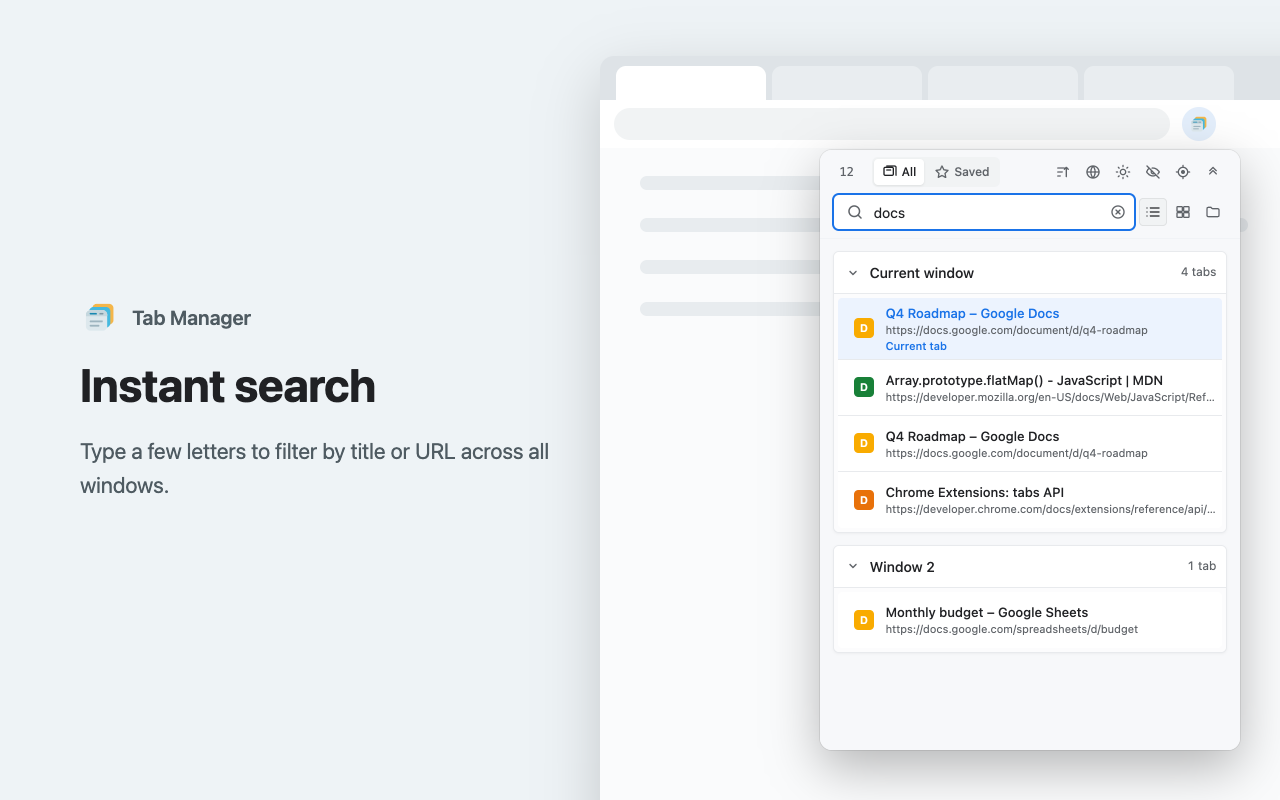 Tab Manager
Instant search
Type a few letters to filter by title or URL across all
windows.
12
All
Saved
docs
Current window
4 tabs
D
Q4 Roadmap – Google Docs
https://docs.google.com/document/d/q4-roadmap
Current tab
D
Array.prototype.flatMap() - JavaScript | MDN
https://developer.mozilla.org/en-US/docs/Web/JavaScript/Ref...
D
Q4 Roadmap – Google Docs
https://docs.google.com/document/d/q4-roadmap
D
Chrome Extensions: tabs API
https://developer.chrome.com/docs/extensions/reference/api/...
Window 2
1 tab
D
Monthly budget – Google Sheets
https://docs.google.com/spreadsheets/d/budget